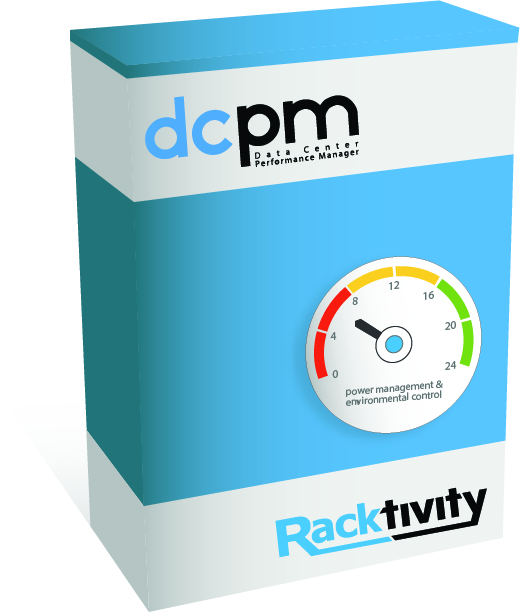 dcpm
Data Center
Performance Manager
0
4
8
12
16
20
24
power management &
environmental control
Racktivity